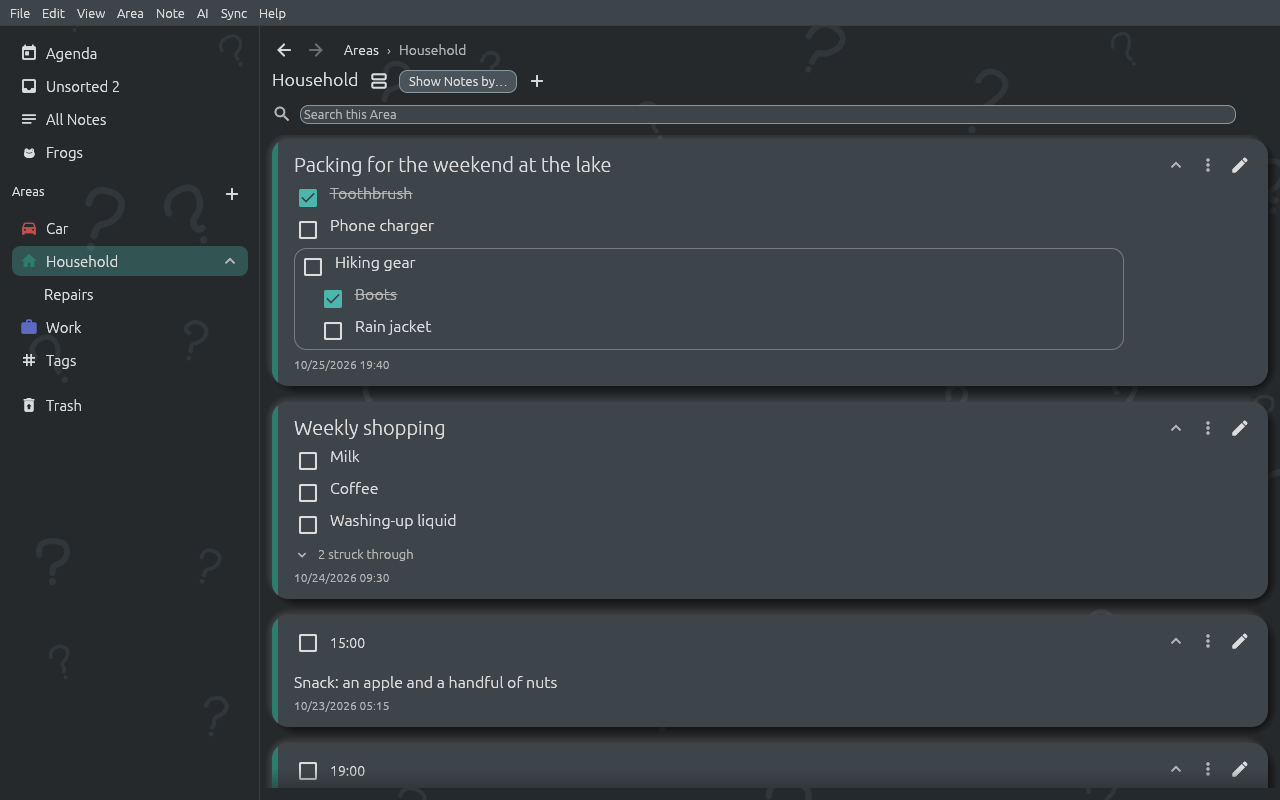 File Edit View Area Note AI Sync Help
Agenda
Unsorted 2
All Notes
Frogs
Areas
Car
Household
Repairs
Work
Tags
Trash
Areas › Household
Household Show Notes by...
Search this Area
Packing for the weekend at the lake
Toothbrush
Phone charger
Hiking gear
Boots
Rain jacket
10/25/2026 19:40
Weekly shopping
Milk
Coffee
Washing-up liquid
2 struck through
10/24/2026 09:30
15:00
Snack: an apple and a handful of nuts
10/23/2026 05:15
19:00